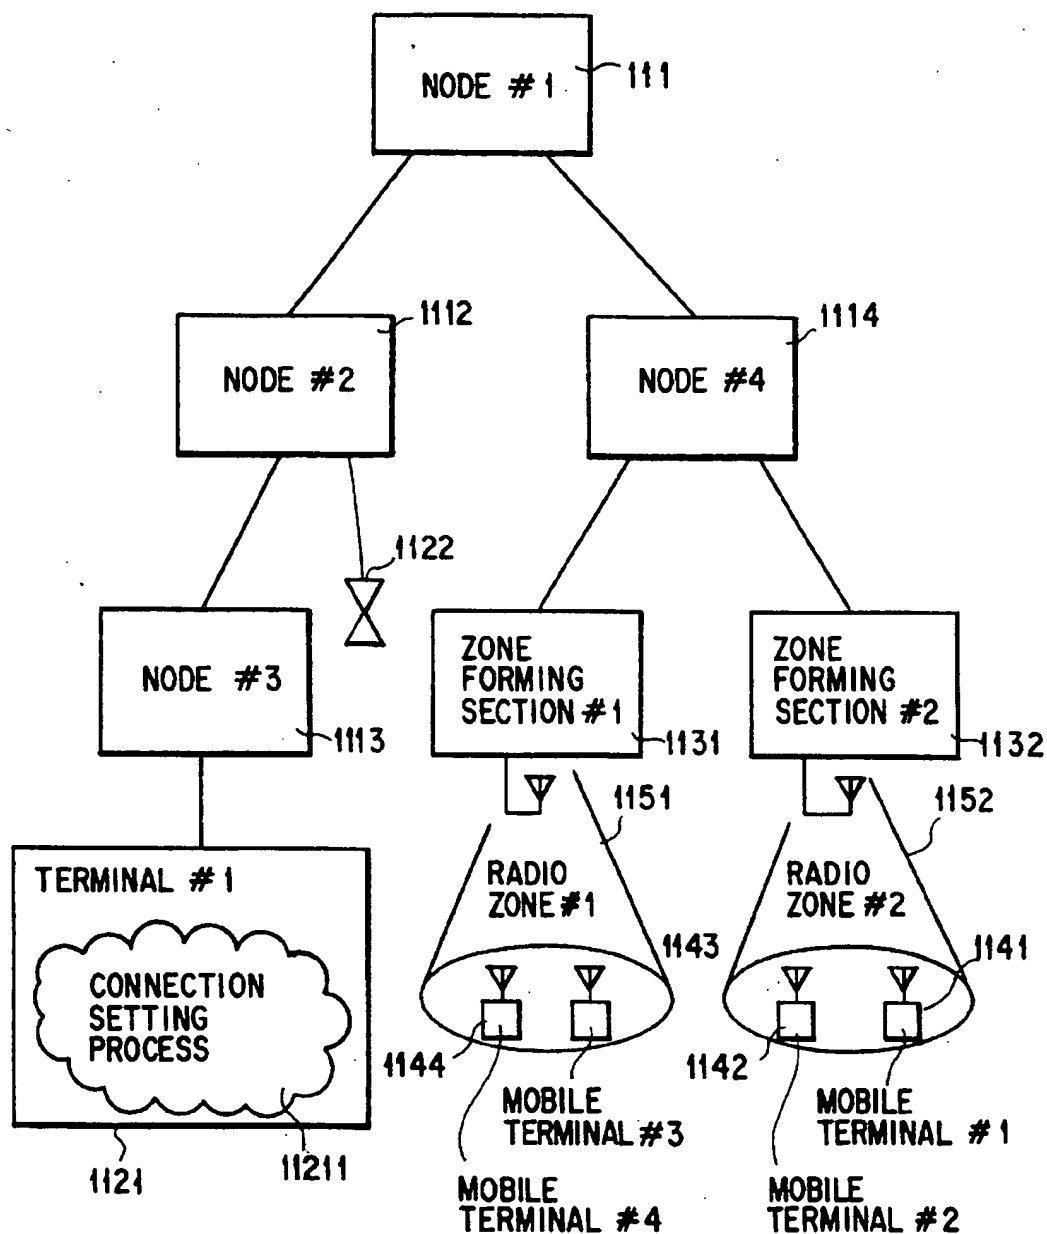 NODE #1
111
1112
NODE #2
1114
NODE #4
1122
NODE #3
1113
ZONE
FORMING
SECTION #1
1131
ZONE
FORMING
SECTION #2
1132
1151
1152
TERMINAL #1
RADIO
ZONE #1
RADIO
ZONE #2
CONNECTION
SETTING
PROCESS
1143
1141
1144
1142
MOBILE
TERMINAL #3
MOBILE
TERMINAL #1
1121
11211
MOBILE
TERMINAL #4
MOBILE
TERMINAL #2